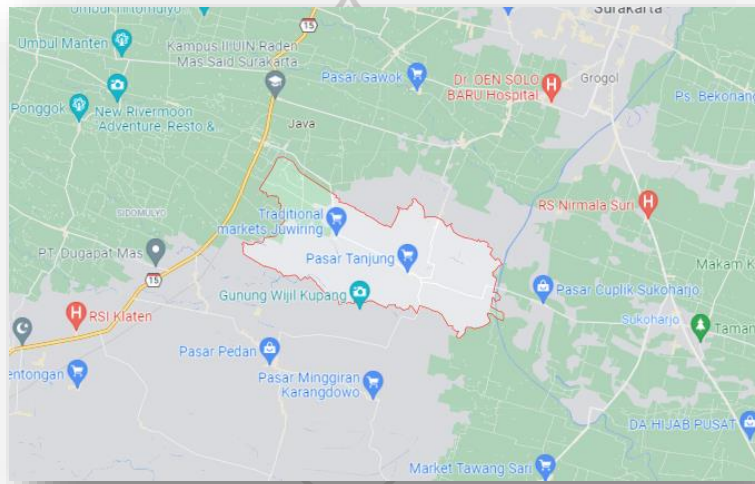 Umbul Manten
15
Surakarta
Kampus II UIN Raden
Mas Said Surakarta
Pasar Gawok
Dr. OEN SOLO
BARU Hospital
Grogol
Ponggok
New Rivermoon
Adventure, Resto &
Java
Ps. Bekonang
RS Nirmala Suri
SIDOMULYO
Traditional
markets Juwiring
PT. Dugapat Mas
Pasar Tanjung
Makam K
15
Gunung Wijil Kupang
Pasar Cuplik Sukoharjo
RSI Klaten
Sukoharjo
Taman
Pasar Pedan
entongan
Pasar Minggiran
Karangdowo
DA HIJAB PUSAT
Market Tawang Sari